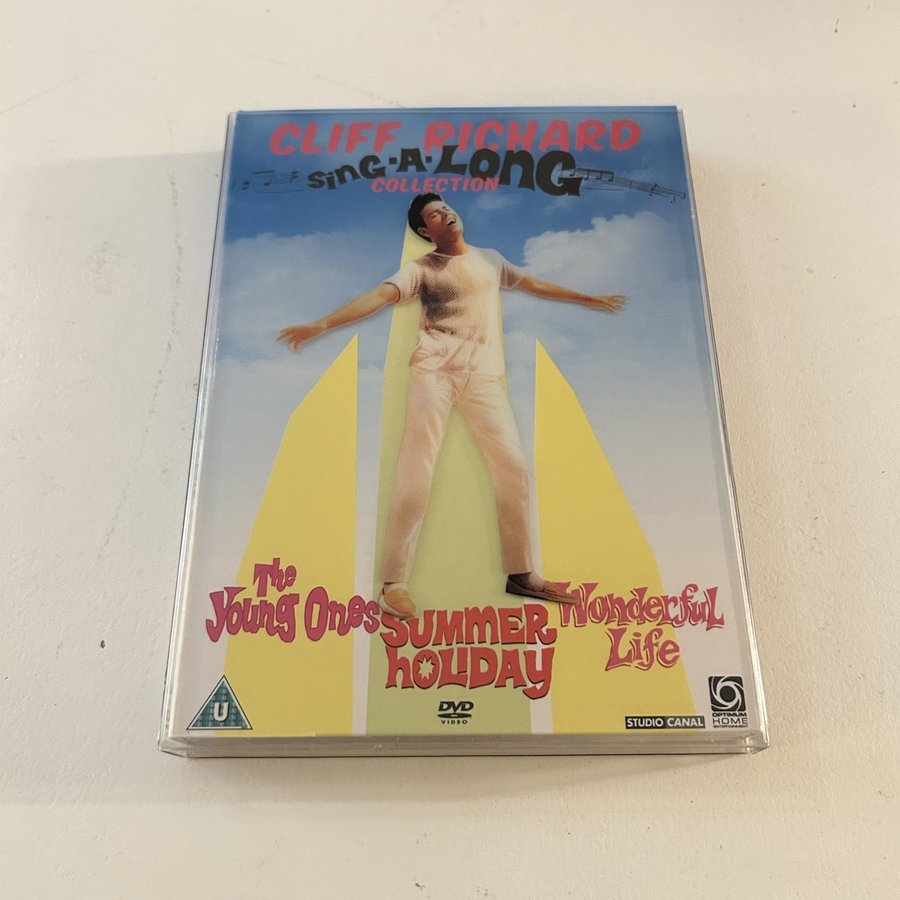 CLIFF RICHARD
SING-A-LONG
COLLECTION
The
Young Ones
SUMMER
HOLIDAY
Wonderful
Life
U
DVD
VIDEO
STUDIO CANAL
OPTIMUM
HOME
ENTERTAINMENT